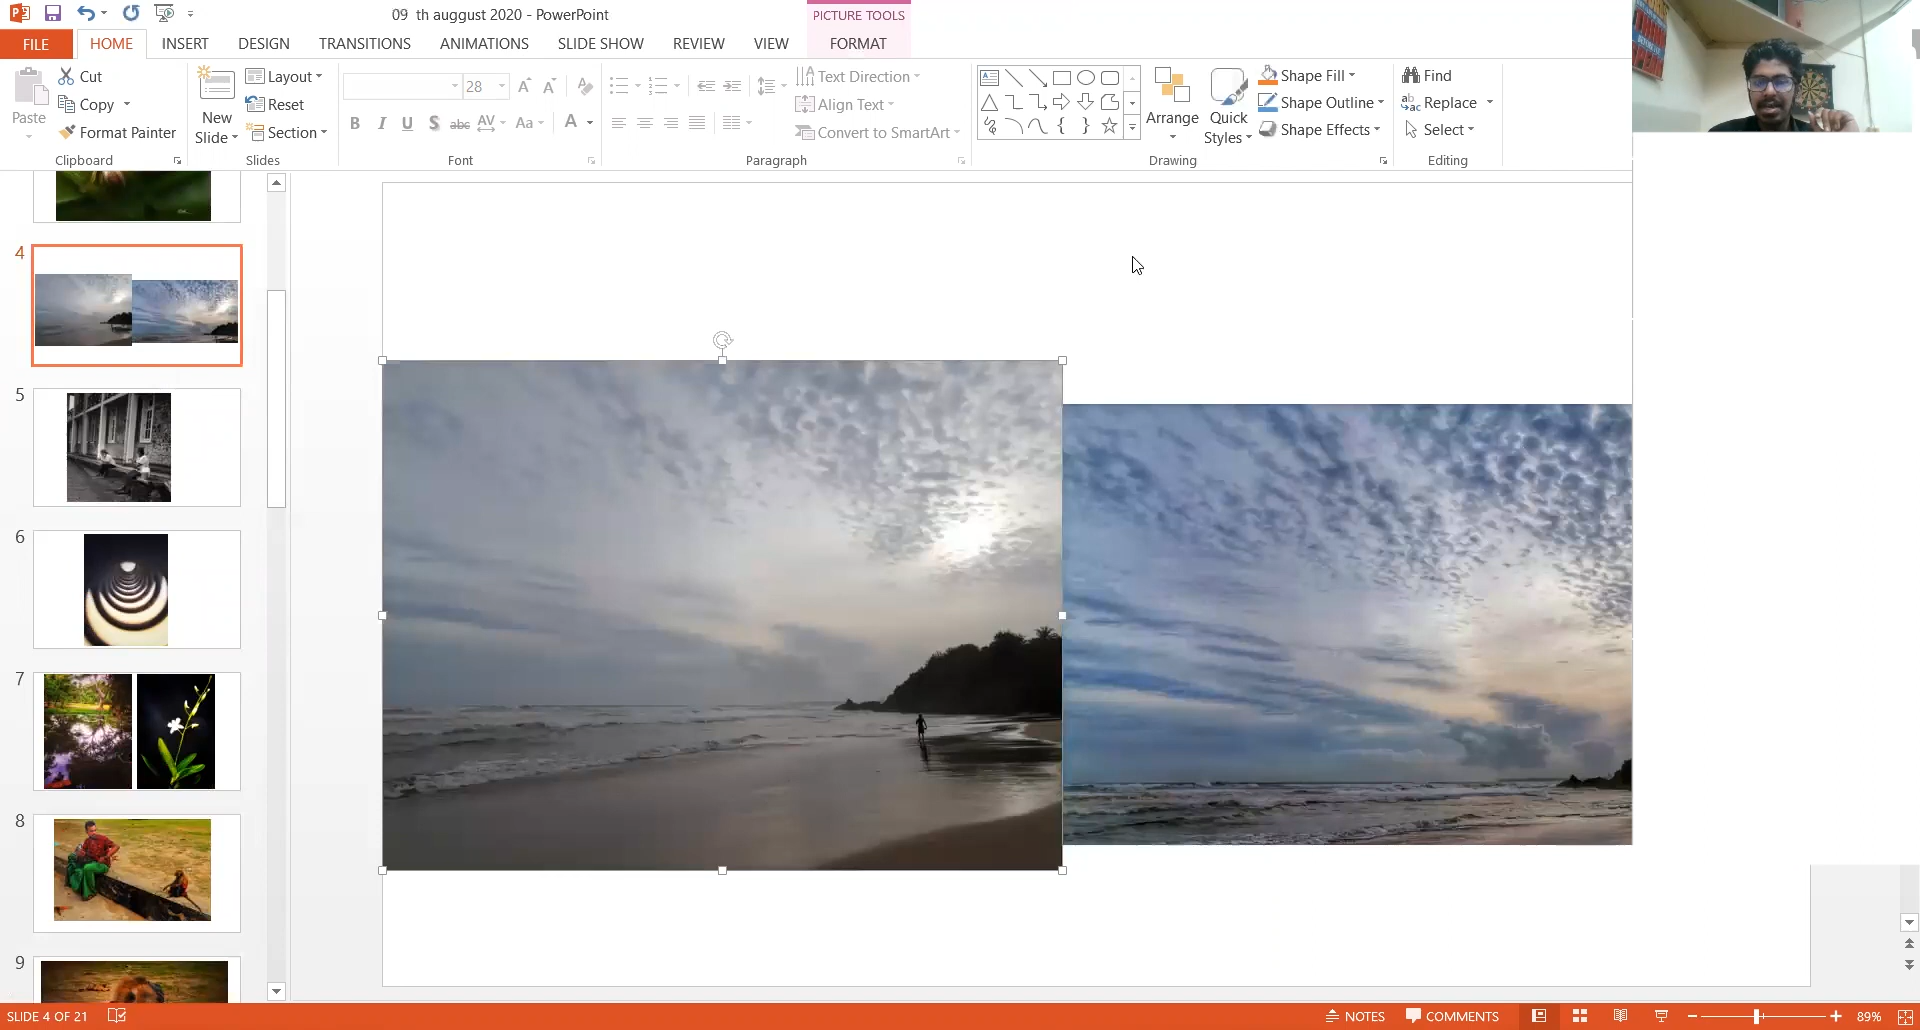 09 th auggust 2020 - PowerPoint
PICTURE TOOLS
FILE HOME INSERT DESIGN TRANSITIONS ANIMATIONS SLIDE SHOW REVIEW VIEW FORMAT
Paste
Cut
Copy
Format Painter
Clipboard
New
Slide
Layout
Reset
Section
Slides
28
B I U S abc AV Aa A
Font
Text Direction
Align Text
Convert to SmartArt
Paragraph
Arrange
Quick
Styles
Shape Fill
Shape Outline
Shape Effects
Drawing
Find
Replace
Select
Editing
4
5
6
7
8
9
SLIDE 4 OF 21
NOTES COMMENTS 89%